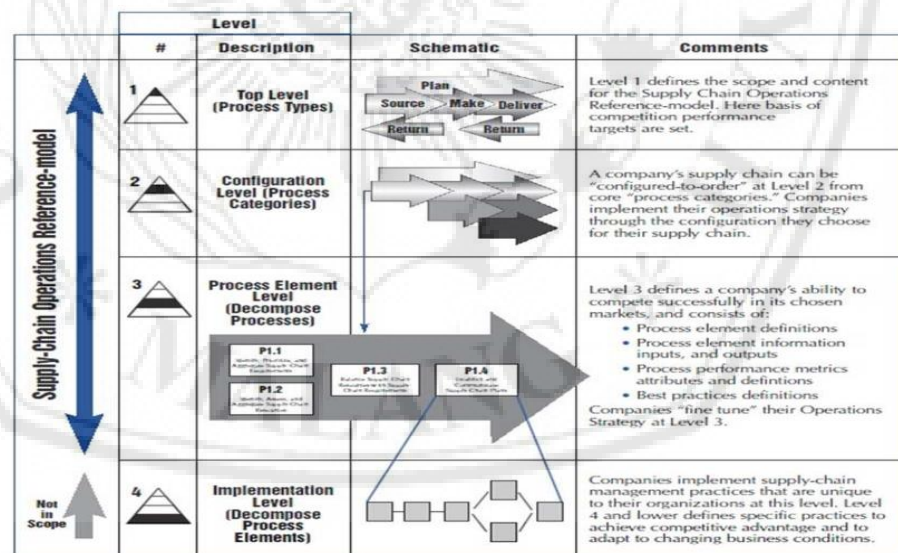 Level
# Description Schematic Comments
Supply-Chain Operations Reference-model
1
Top Level
(Process Types)
Plan
Source Make Deliver
Return Return
Level 1 defines the scope and content
for the Supply Chain Operations
Reference-model. Here basis of
competition performance
targets are set.
2
Configuration
Level (Process
Categories)
A company's supply chain can be
"configured-to-order" at Level 2 from
core "process categories." Companies
implement their operations strategy
through the configuration they choose
for their supply chain.
3
Process Element
Level
(Decompose
Processes)
P1.1
P1.2
P1.3
P1.4
Level 3 defines a company's ability to
compete successfully in its chosen
markets, and consists of:
• Process element definitions
• Process element information
inputs, and outputs
• Process performance metrics
attributes and defintions
• Best practices definitions
Companies "fine tune" their Operations
Strategy at Level 3.
Not
in
Scope
4
Implementation
Level
(Decompose
Process
Elements)
Companies implement supply-chain
management practices that are unique
to their organizations at this level. Level
4 and lower defines specific practices to
achieve competitive advantage and to
adapt to changing business conditions.